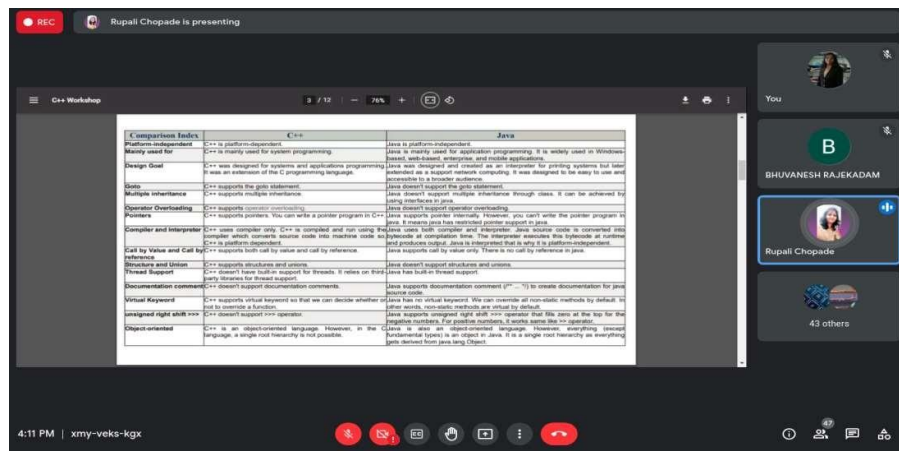 REC
Rupali Chopade is presenting
C++ Workshop
3 / 12
76%
Comparison Index C++ Java
Platform-independent C++ is platform-dependent. Java is platform-independent.
Mainly used for C++ is mainly used for system programming. Java is mainly used for application programming. It is widely used in Windows-
based, web-based, enterprise, and mobile applications.
Design Goal C++ was designed for systems and applications programming. Java was designed and created as an interpreter for printing systems but later
It was an extension of the C programming language. extended as a support network computing. It was designed to be easy to use and
accessible to a broader audience.
Goto C++ supports the goto statement. Java doesn't support the goto statement.
Multiple inheritance C++ supports multiple inheritance. Java doesn't support multiple inheritance through class. It can be achieved by
using interfaces in java.
Operator Overloading C++ supports operator overloading. Java doesn't support operator overloading.
Pointers C++ supports pointers. You can write a pointer program in C++. Java supports pointer internally. However, you can't write the pointer program in
java. It means java has restricted pointer support in java.
Compiler and Interpreter C++ uses compiler only. C++ is compiled and run using the Java uses both compiler and interpreter. Java source code is converted into
compiler which converts source code into machine code so, bytecode at compilation time. The interpreter executes this bytecode at runtime
C++ is platform dependent. and produces output. Java is interpreted that is why it is platform-independent.
Call by Value and Call by C++ supports both call by value and call by reference. Java supports call by value only. There is no call by reference in java.
reference
Structure and Union C++ supports structures and unions. Java doesn't support structures and unions.
Thread Support C++ doesn't have built-in support for threads. It relies on third- Java has built-in thread support.
party libraries for thread support.
Documentation comment C++ doesn't support documentation comments. Java supports documentation comment (/** ... */) to create documentation for java
source code.
Virtual Keyword C++ supports virtual keyword so that we can decide whether or Java has no virtual keyword. We can override all non-static methods by default. In
not to override a function. other words, non-static methods are virtual by default.
unsigned right shift >>> C++ doesn't support >>> operator. Java supports unsigned right shift >>> operator that fills zero at the top for the
negative numbers. For positive numbers, it works same like >> operator.
Object-oriented C++ is an object-oriented language. However, in the C Java is also an object-oriented language. However, everything (except
language, a single root hierarchy is not possible. fundamental types) is an object in Java. It is a single root hierarchy as everything
gets derived from java.lang.Object.
You
B
BHUVANESH RAJEKADAM
Rupali Chopade
43 others
4:11 PM | xmy-veks-kgx
47